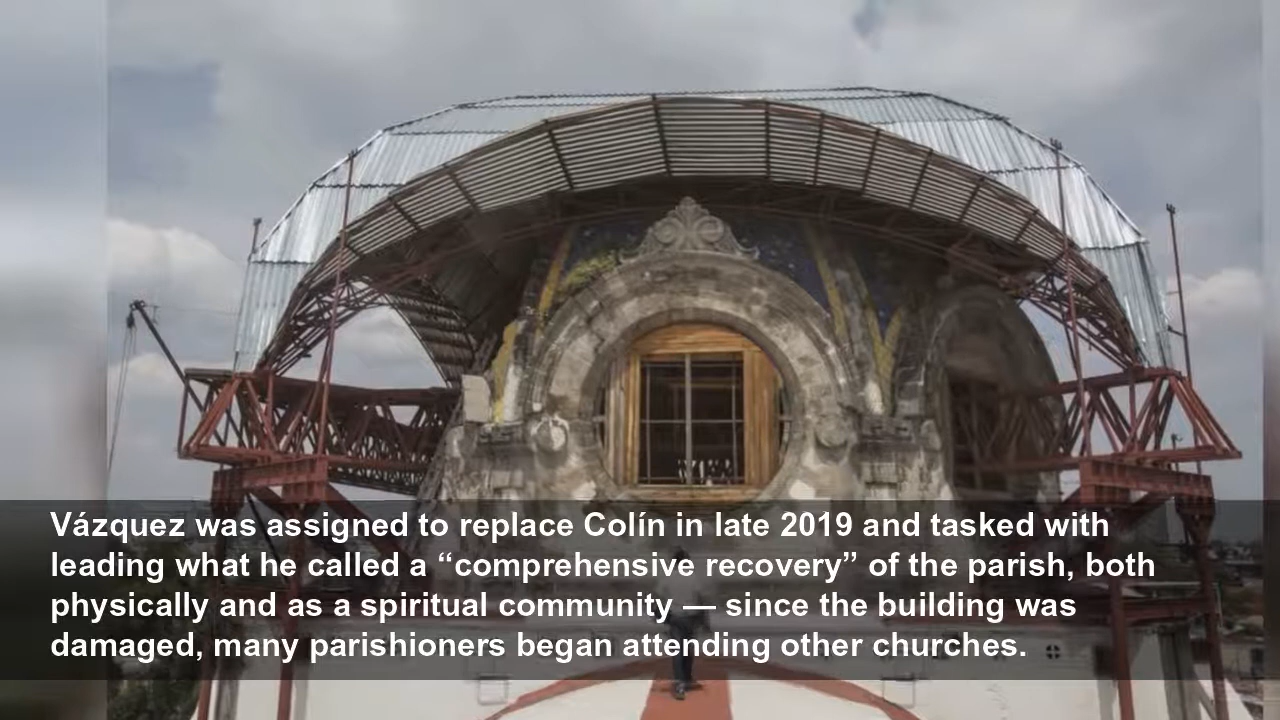 Vázquez was assigned to replace Colín in late 2019 and tasked with
leading what he called a “comprehensive recovery” of the parish, both
physically and as a spiritual community — since the building was
damaged, many parishioners began attending other churches.